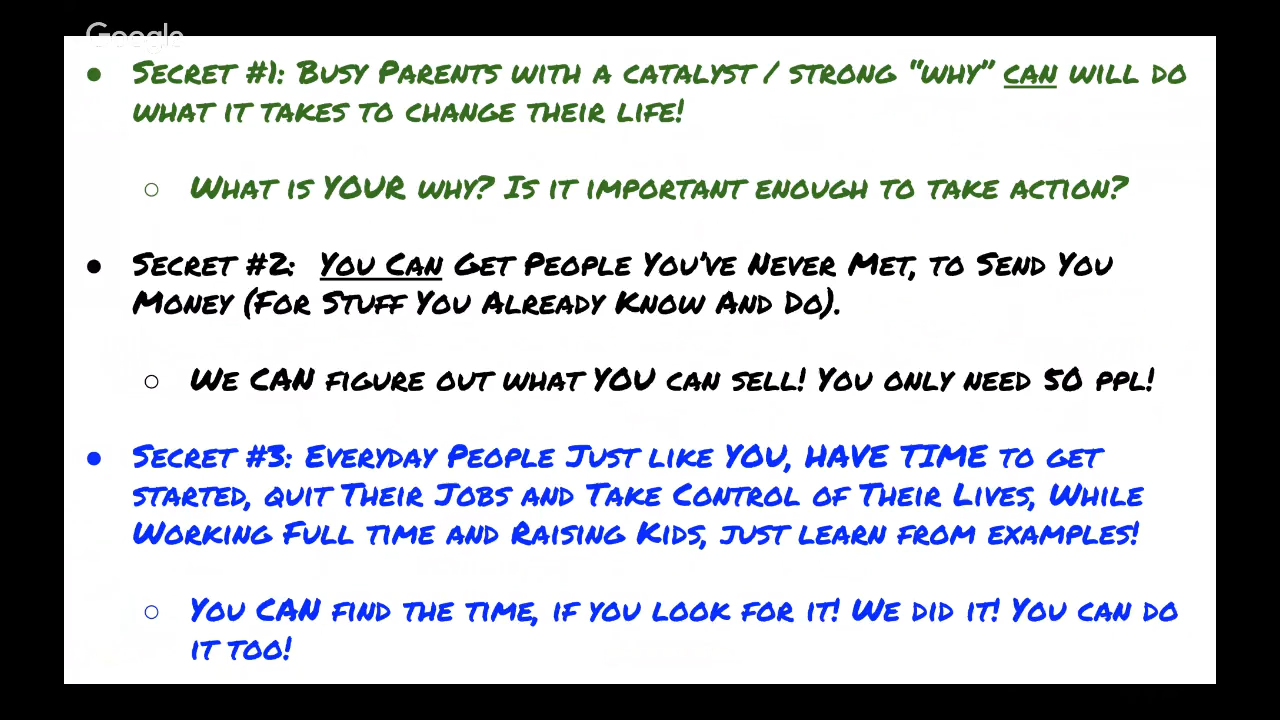 Google
• SECRET #1: BUSY PARENTS WITH A CATALYST / STRONG “WHY” CAN WILL DO
WHAT IT TAKES TO CHANGE THEIR LIFE!
○ WHAT IS YOUR WHY? IS IT IMPORTANT ENOUGH TO TAKE ACTION?
• SECRET #2: YOU CAN GET PEOPLE YOU’VE NEVER MET, TO SEND YOU
MONEY (FOR STUFF YOU ALREADY KNOW AND DO).
○ WE CAN FIGURE OUT WHAT YOU CAN SELL! YOU ONLY NEED 50 PPL!
• SECRET #3: EVERYDAY PEOPLE JUST LIKE YOU, HAVE TIME TO GET
STARTED, QUIT THEIR JOBS AND TAKE CONTROL OF THEIR LIVES, WHILE
WORKING FULL TIME AND RAISING KIDS, JUST LEARN FROM EXAMPLES!
○ YOU CAN FIND THE TIME, IF YOU LOOK FOR IT! WE DID IT! YOU CAN DO
IT TOO!